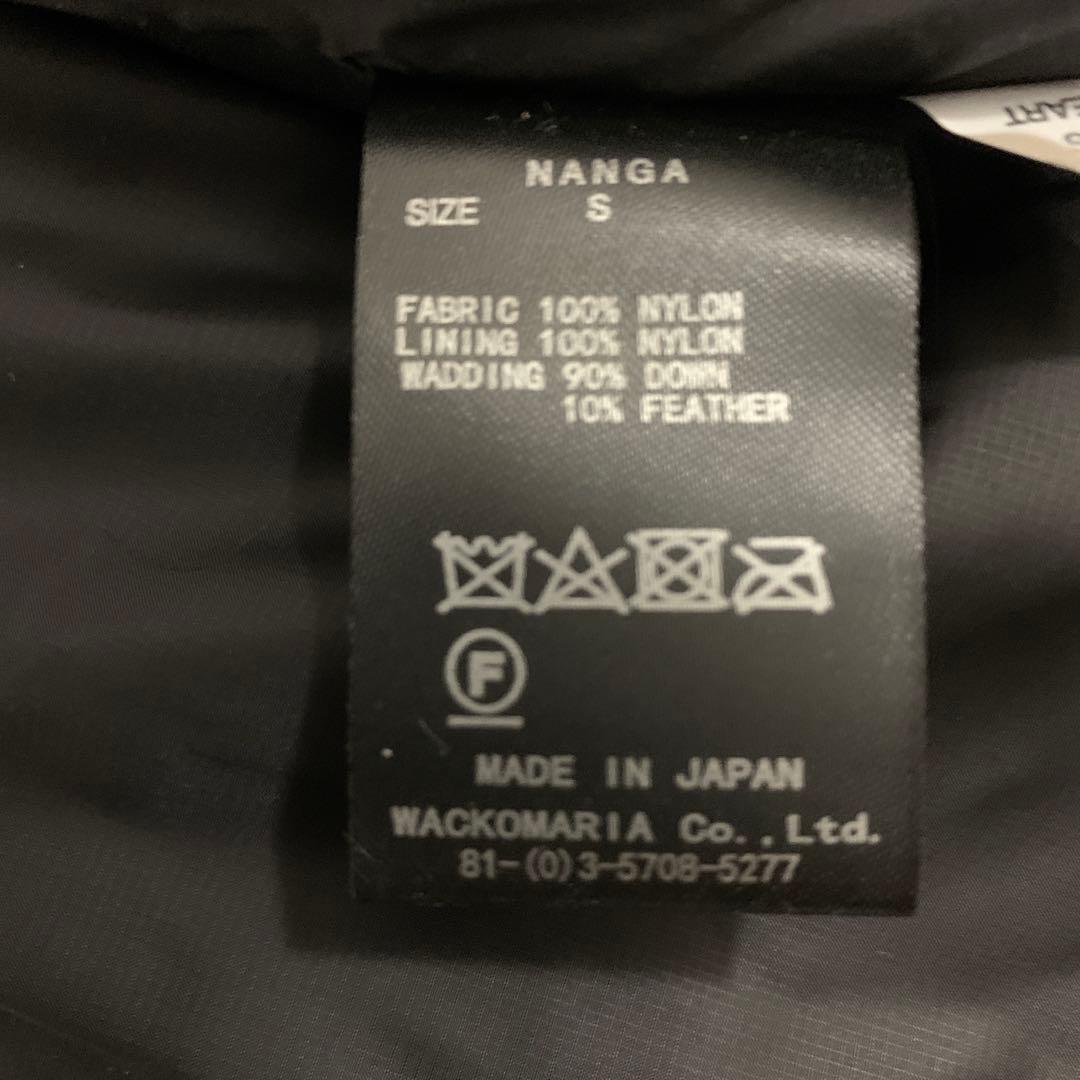 NANGA
SIZE S
FABRIC 100% NYLON
LINING 100% NYLON
WADDING 90% DOWN
10% FEATHER
F
MADE IN JAPAN
WACKOMARIA Co.,Ltd.
81-(0)3-5708-5277